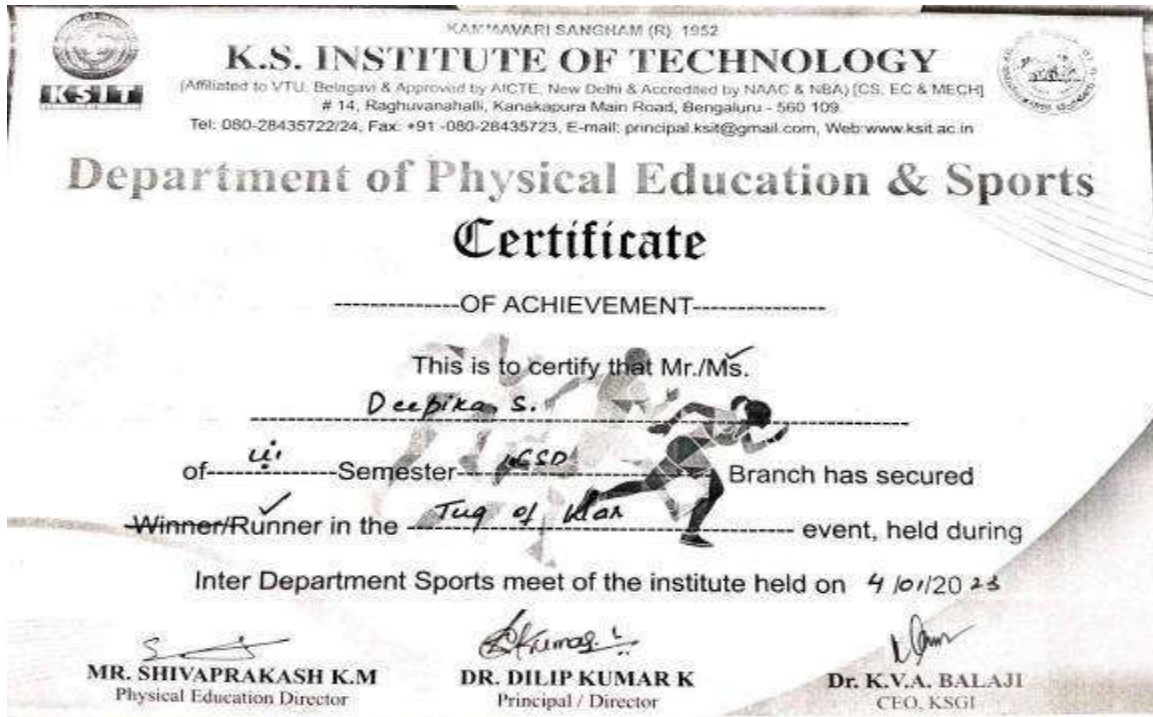 KAMMAVARI SANGHAM (R) 1952
K.S. INSTITUTE OF TECHNOLOGY
KSIT
(Affiliated to VTU, Belagavi & Approved by AICTE, New Delhi & Accredited by NAAC & NBA) [CS, EC & MECH]
# 14, Raghuvanahalli, Kanakapura Main Road, Bengaluru - 560 109.
Tel: 080-28435722/24, Fax: +91 -080-28435723, E-mail: principal.ksit@gmail.com, Web:www.ksit.ac.in
Department of Physical Education & Sports
Certificate
--------------OF ACHIEVEMENT---------------
This is to certify that Mr./Ms.
Deepika S.
of Semester CSD Branch has secured
Winner/Runner in the Tug of War event, held during
Inter Department Sports meet of the institute held on 4/01/2023
MR. SHIVAPRAKASH K.M DR. DILIP KUMAR K Dr. K.V.A. BALAJI
Physical Education Director Principal / Director CEO, KSGI